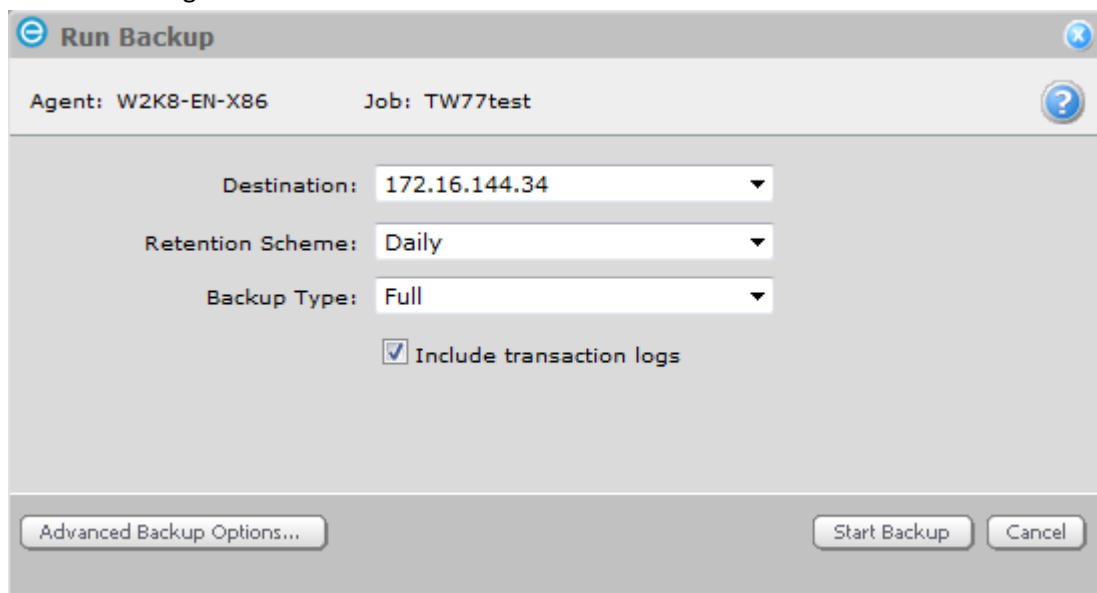 Run Backup
Agent: W2K8-EN-X86 Job: TW77test
Destination: 172.16.144.34
Retention Scheme: Daily
Backup Type: Full
Include transaction logs
Advanced Backup Options... Start Backup Cancel